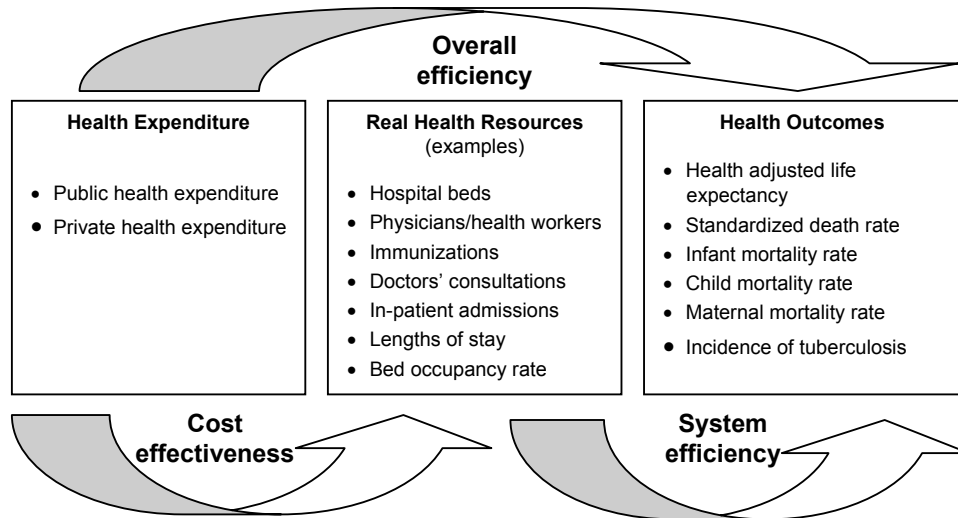 Overall
efficiency
Health Expenditure
• Public health expenditure
• Private health expenditure
Real Health Resources
(examples)
• Hospital beds
• Physicians/health workers
• Immunizations
• Doctors’ consultations
• In-patient admissions
• Lengths of stay
• Bed occupancy rate
Health Outcomes
• Health adjusted life
expectancy
• Standardized death rate
• Infant mortality rate
• Child mortality rate
• Maternal mortality rate
• Incidence of tuberculosis
Cost
effectiveness
System
efficiency